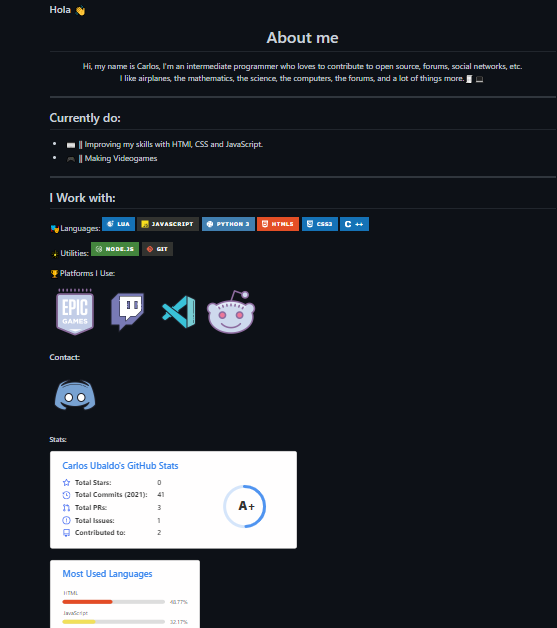 Hola 👋
About me
Hi, my name is Carlos, I'm an intermediate programmer who loves to contribute to open source, forums, social networks, etc.
I like airplanes, the mathematics, the science, the computers, the forums, and a lot of things more.
Currently do:
Improving my skills with HTMl, CSS and JavaScript.
Making Videogames
I Work with:
Languages: LUA JAVASCRIPT PYTHON 3 HTML5 CSS3 C ++
Utilities: NODE.JS GIT
Platforms I Use:
EPIC
GAMES
Contact:
Stats:
Carlos Ubaldo's GitHub Stats
Total Stars: 0
Total Commits (2021): 41
Total PRs: 3
Total Issues: 1
Contributed to: 2
A+
Most Used Languages
HTML
48.77%
JavaScript
32.17%